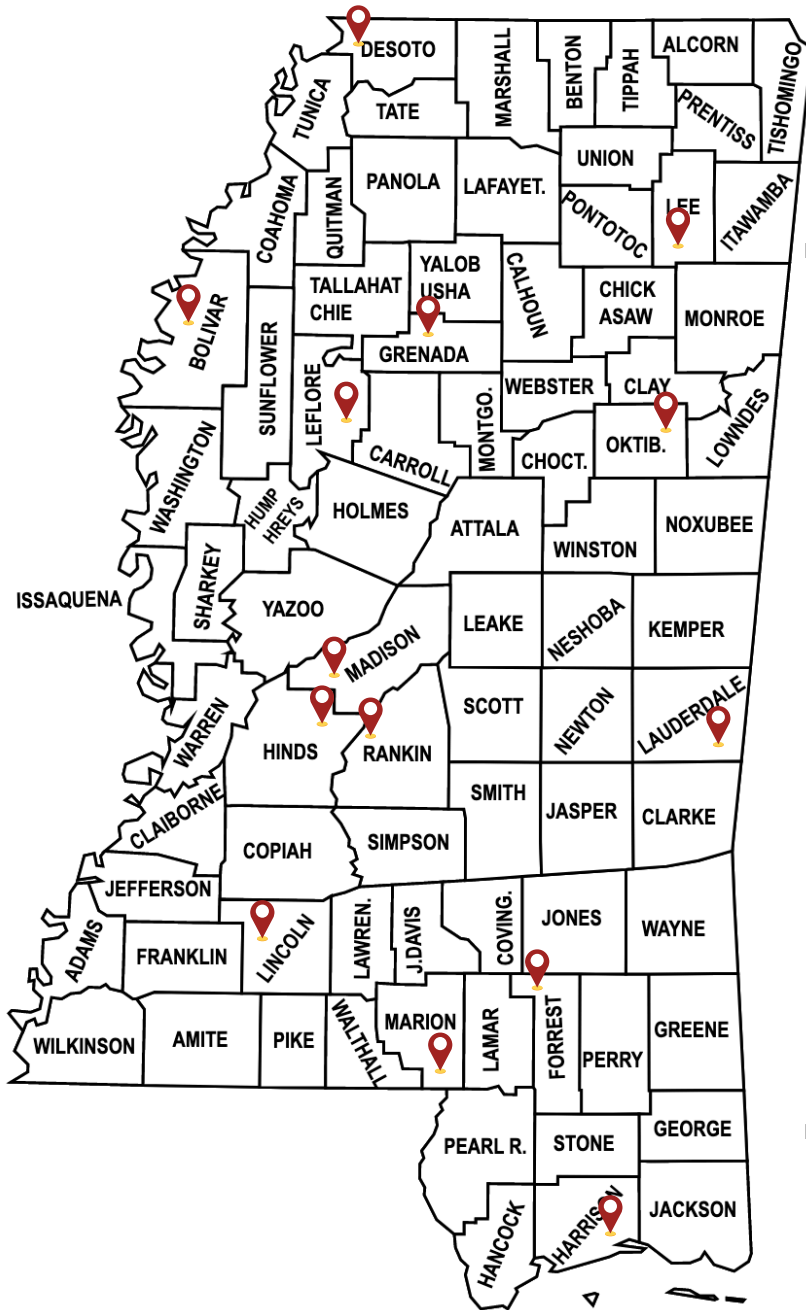 DESOTO
MARSHALL
BENTON
TIPPAH
ALCORN
TISHOMINGO
TUNICA
TATE
PRENTISS
UNION
PANOLA
LAFAYET.
COAHOMA
QUITMAN
PONTOTOC
LEE
ITAWAMBA
TALLAHAT
CHIE
YALOB
USHA
CALHOUN
CHICK
ASAW
MONROE
BOLIVAR
SUNFLOWER
GRENADA
LEFLORE
WEBSTER
CLAY
LOWNDES
WASHINGTON
CARROLL
MONTGO.
CHOCT.
OKTIB.
HUMP
HREYS
HOLMES
ATTALA
WINSTON
NOXUBEE
ISSAQUENA
SHARKEY
YAZOO
LEAKE
NESHOBA
KEMPER
MADISON
WARREN
HINDS
RANKIN
SCOTT
NEWTON
LAUDERDALE
CLAIBORNE
COPIAH
SIMPSON
SMITH
JASPER
CLARKE
JEFFERSON
ADAMS
FRANKLIN
LINCOLN
LAWREN.
J.DAVIS
COVING.
JONES
WAYNE
WILKINSON
AMITE
PIKE
WALTHALL
MARION
LAMAR
FORREST
PERRY
GREENE
PEARL R.
STONE
GEORGE
HANCOCK
HARRISON
JACKSON